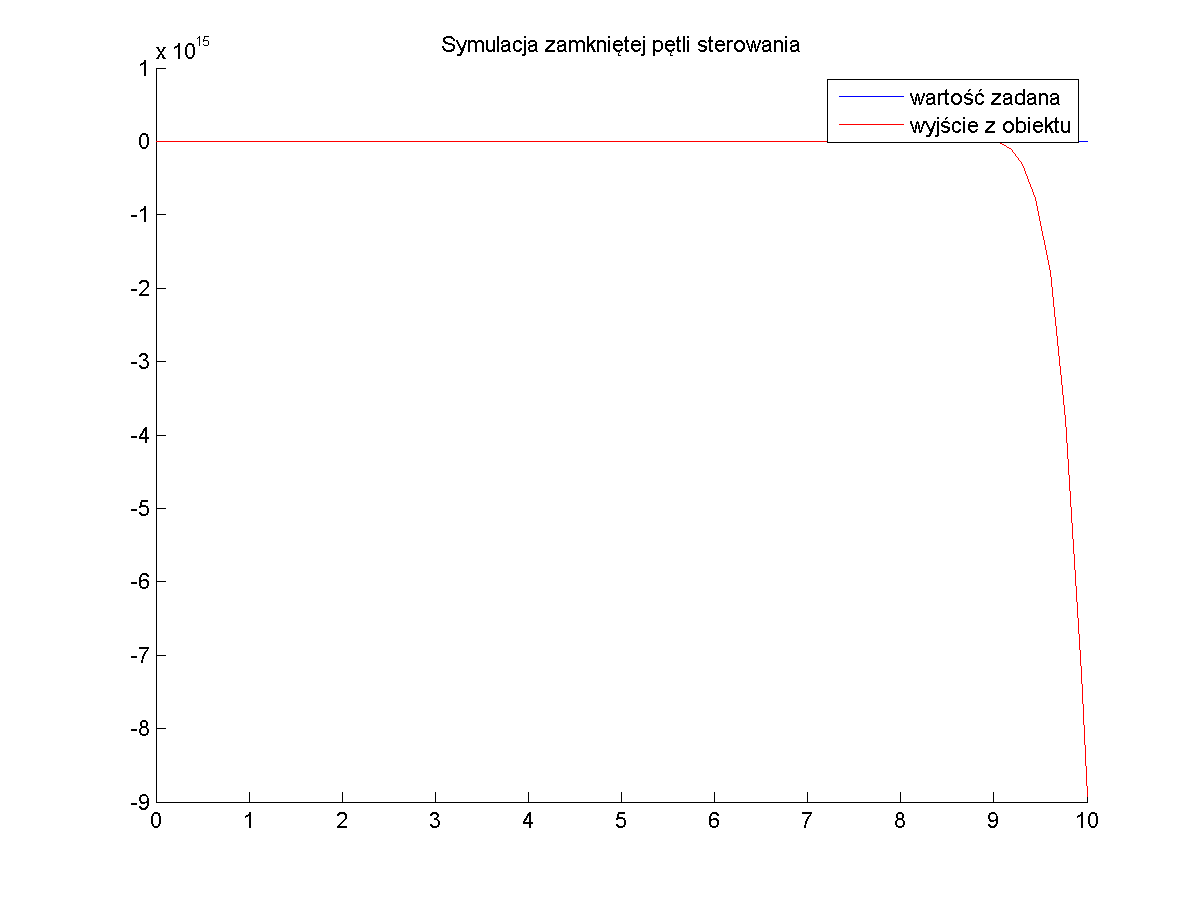 Symulacja zamkniętej pętli sterowania
x 10^15
wartość zadana
wyjście z obiektu
1
0
-1
-2
-3
-4
-5
-6
-7
-8
-9
0 1 2 3 4 5 6 7 8 9 10